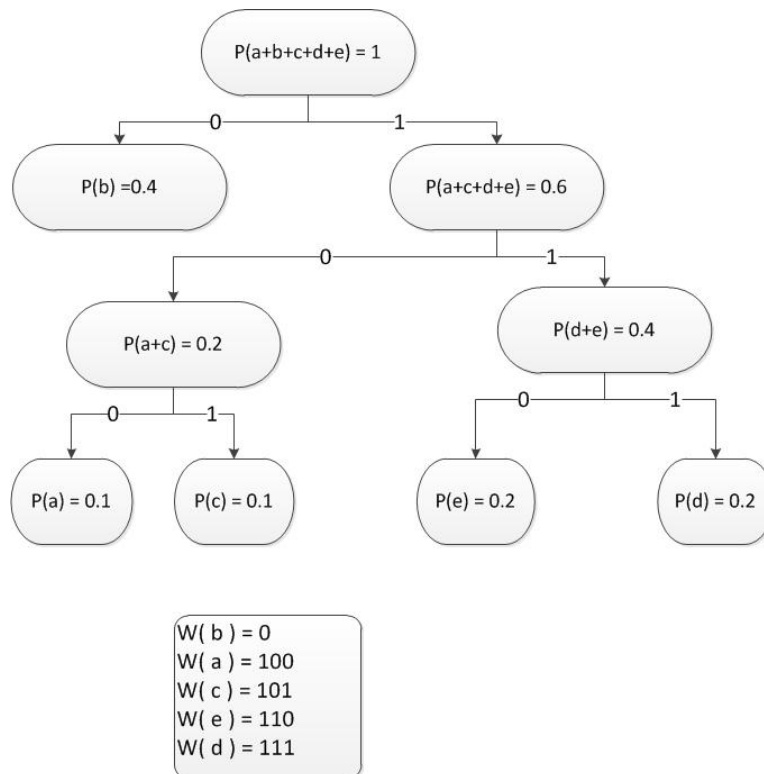 P(a+b+c+d+e) = 1
0
1
P(b) =0.4
P(a+c+d+e) = 0.6
0
1
P(a+c) = 0.2
P(d+e) = 0.4
0
1
0
1
P(a) = 0.1
P(c) = 0.1
P(e) = 0.2
P(d) = 0.2
W( b ) = 0
W( a ) = 100
W( c ) = 101
W( e ) = 110
W( d ) = 111